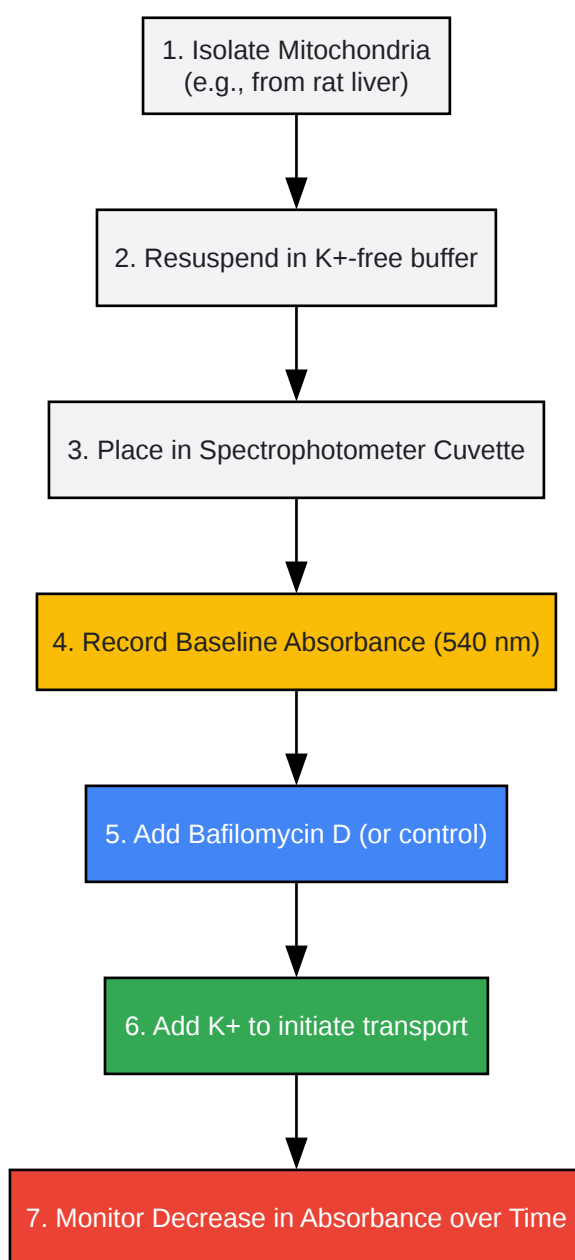 1. Isolate Mitochondria
(e.g., from rat liver)
2. Resuspend in K+-free buffer
3. Place in Spectrophotometer Cuvette
4. Record Baseline Absorbance (540 nm)
5. Add Bafilomycin D (or control)
6. Add K+ to initiate transport
7. Monitor Decrease in Absorbance over Time